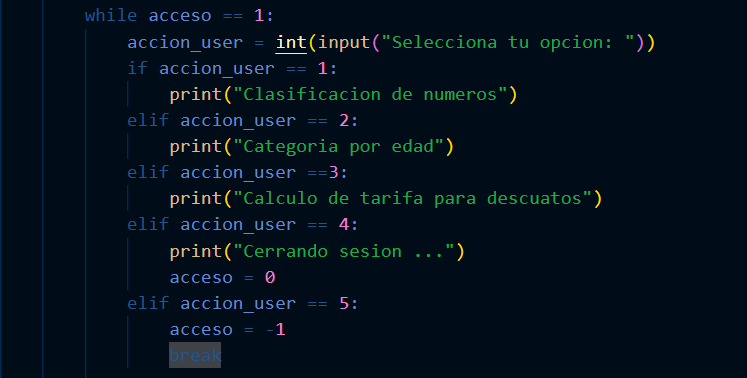 while acceso == 1:
accion_user = int(input("Selecciona tu opcion: "))
if accion_user == 1:
print("Clasificacion de numeros")
elif accion_user == 2:
print("Categoria por edad")
elif accion_user ==3:
print("Calculo de tarifa para descuatos")
elif accion_user == 4:
print("Cerrando sesion ...")
acceso = 0
elif accion_user == 5:
acceso = -1
break